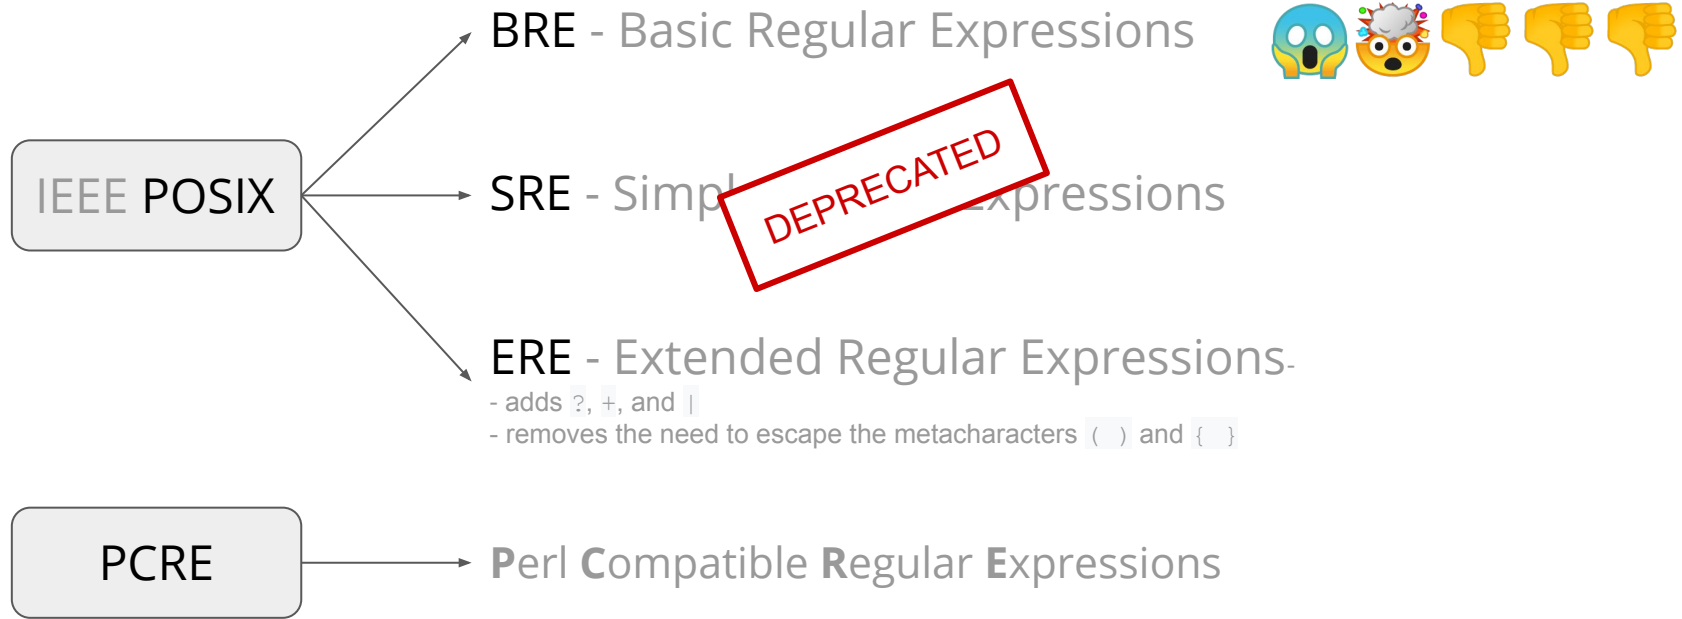 BRE - Basic Regular Expressions
IEEE POSIX
SRE - Simp xpressions
DEPRECATED
ERE - Extended Regular Expressions-
- adds ?, +, and |
- removes the need to escape the metacharacters ( ) and { }
PCRE
Perl Compatible Regular Expressions